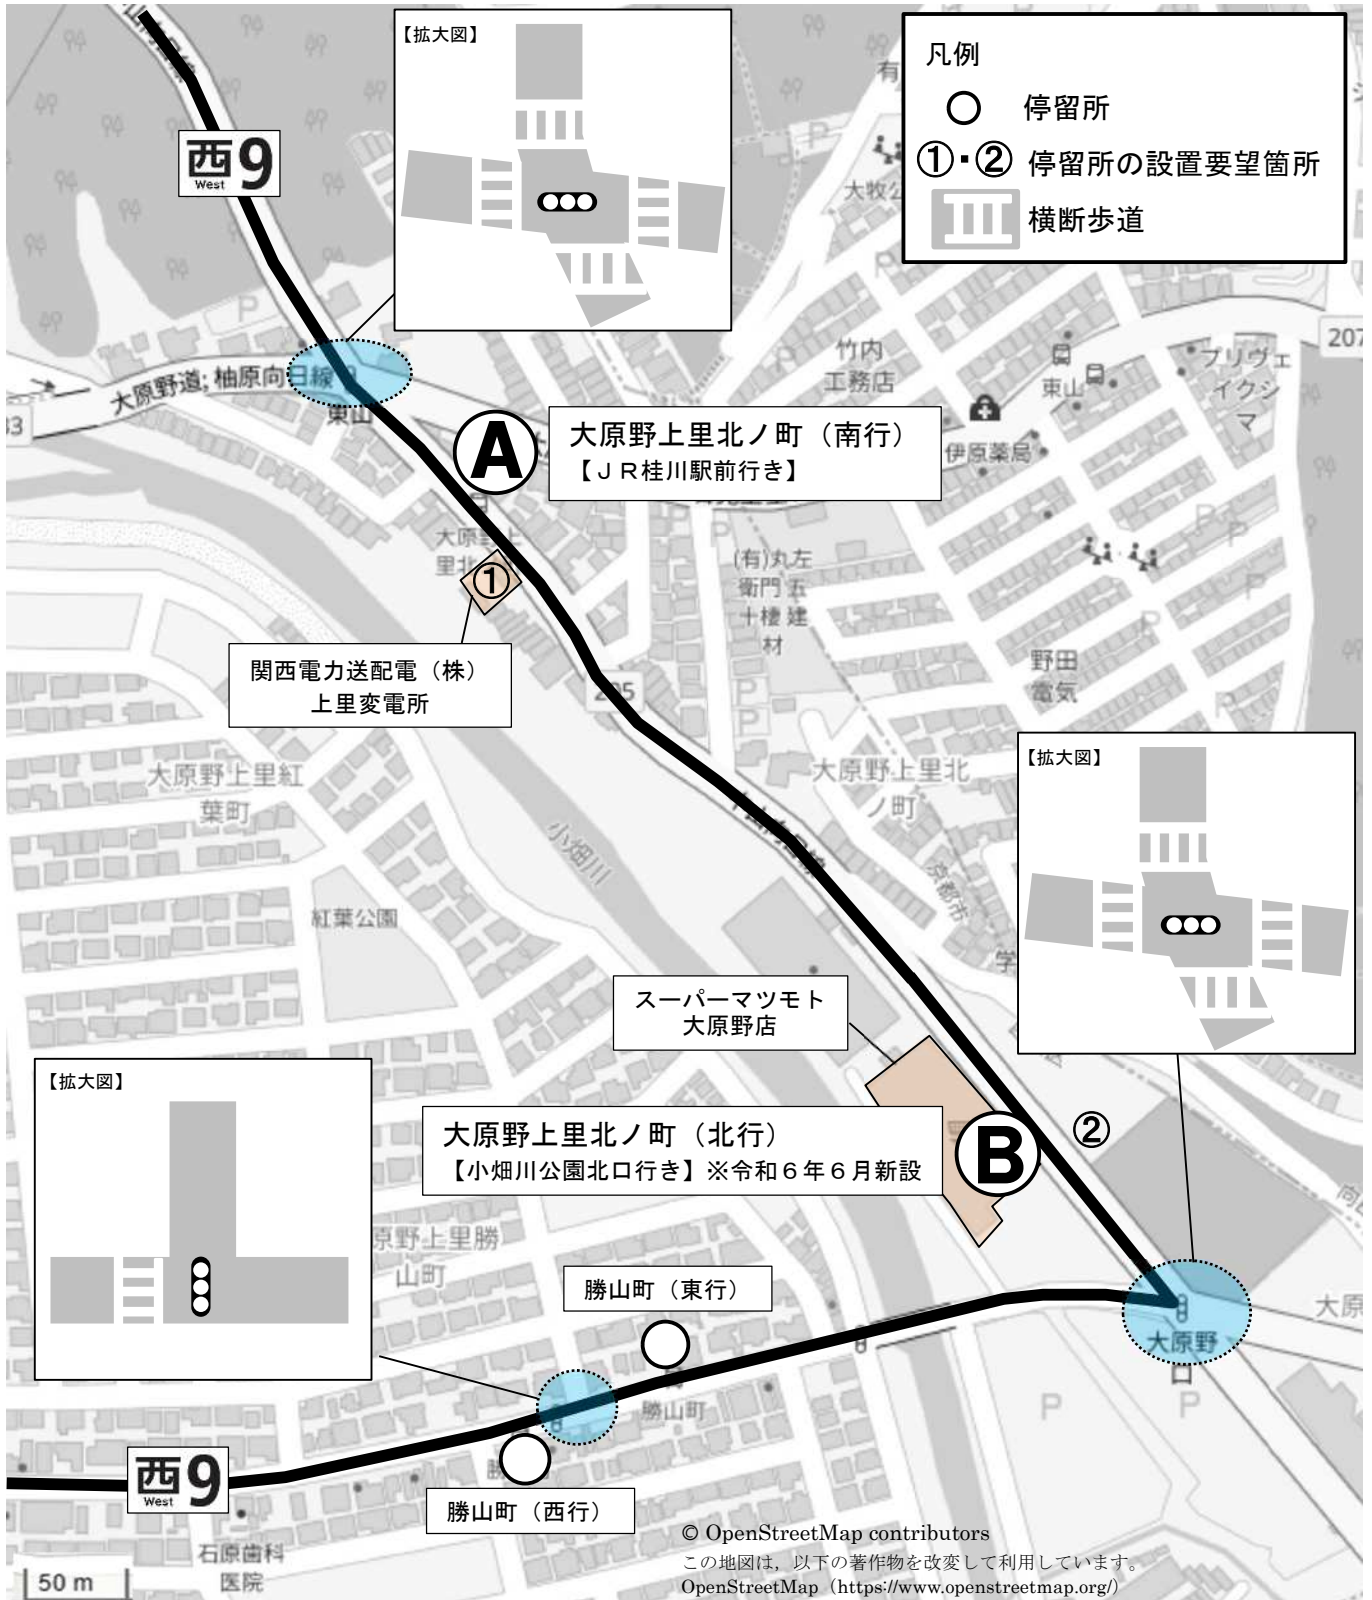 【拡大図】
凡例
停留所
①・② 停留所の設置要望箇所
横断歩道
西9
West
大牧公
竹内
工務店
東山
プリヴェ
イクシ
マ
207
伊原薬局
大原野道; 柚原向日線
東山
33
A
大原野上里北ノ町（南行）
【ＪＲ桂川駅前行き】
①
(有)丸左
衛門 五
十棲 建
材
関西電力送配電（株）
上里変電所
野田
電気
大原野上里紅
葉町
大原野上里北
ノ町
【拡大図】
小畑川
京都市
紅葉公園
スーパーマツモト
大原野店
【拡大図】
大原野上里北ノ町（北行）
【小畑川公園北口行き】※令和６年６月新設
B
②
原野上里勝
山町
勝山町（東行）
大原野
口
大原
勝山町
西9
West
勝山町（西行）
石原歯科
医院
50 m
© OpenStreetMap contributors
この地図は，以下の著作物を改変して利用しています。
OpenStreetMap（https://www.openstreetmap.org/）